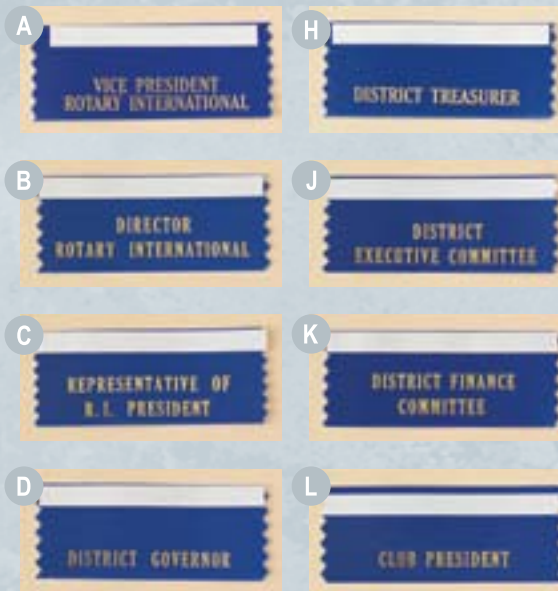 A
VICE PRESIDENT
ROTARY INTERNATIONAL
B
DIRECTOR
ROTARY INTERNATIONAL
C
REPRESENTATIVE OF
R.I. PRESIDENT
D
DISTRICT GOVERNOR
H
DISTRICT TREASURER
J
DISTRICT
EXECUTIVE COMMITTEE
K
DISTRICT FINANCE
COMMITTEE
L
CLUB PRESIDENT